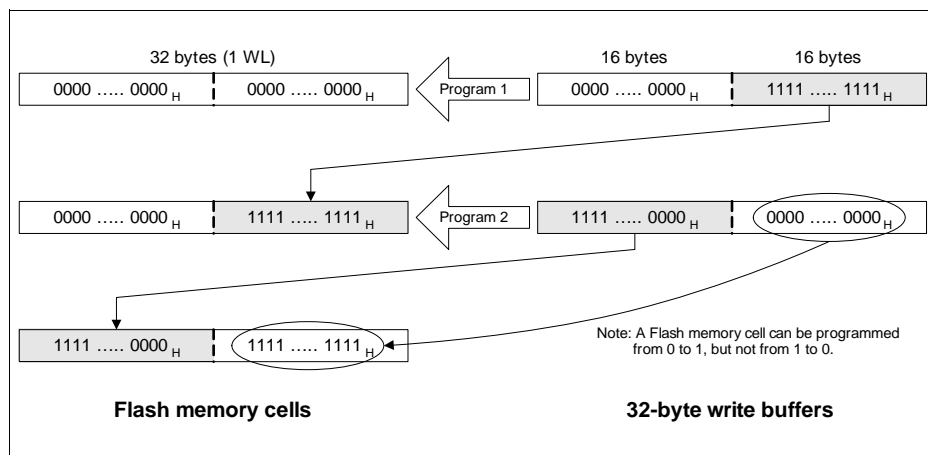 32 bytes (1 WL) 16 bytes 16 bytes
0000 ..... 0000 H 0000 ..... 0000 H Program 1 0000 ..... 0000 H 1111 ..... 1111 H
0000 ..... 0000 H 1111 ..... 1111 H Program 2 1111 ..... 0000 H 0000 ..... 0000 H
1111 ..... 0000 H 1111 ..... 1111 H
Note: A Flash memory cell can be programmed
from 0 to 1, but not from 1 to 0.
Flash memory cells 32-byte write buffers